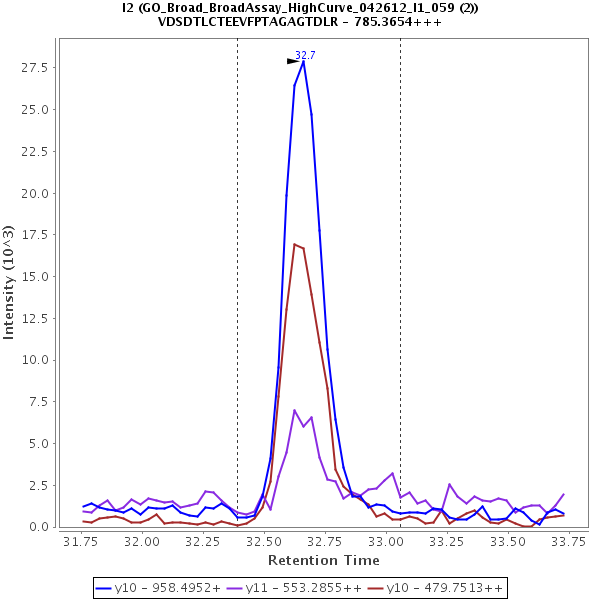 I2 (GO_Broad_BroadAssay_HighCurve_042612_I1_059 (2))
VDSDTLCTEEVFPTAGAGTDLR - 785.3654+++
32.7
27.5
25.0
22.5
20.0
17.5
15.0
12.5
10.0
7.5
5.0
2.5
0.0
Intensity (10^3)
31.75 32.00 32.25 32.50 32.75 33.00 33.25 33.50 33.75
Retention Time
y10 - 958.4952+ y11 - 553.2855++ y10 - 479.7513++